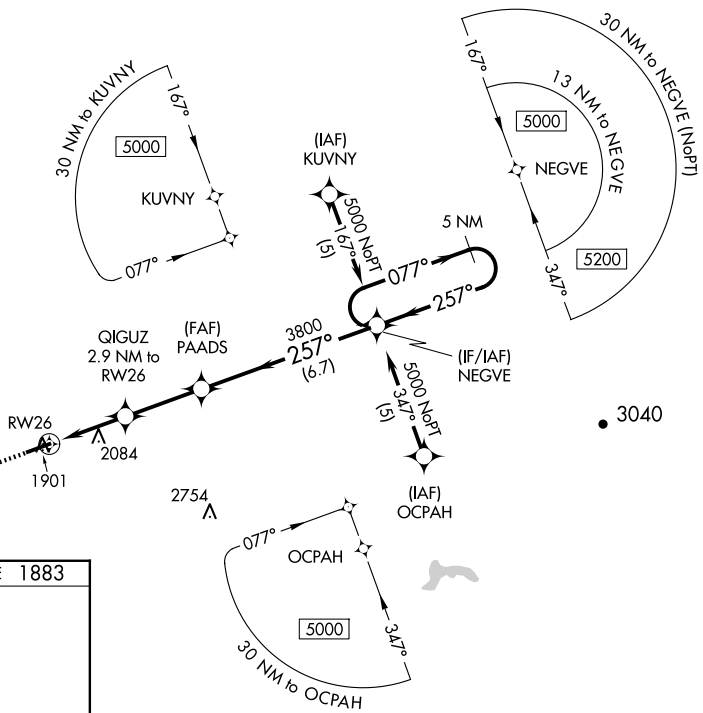 30 NM to NEGVE (NoPT)
167°
13 NM to NEGVE
5000
NEGVE
5200
347°
30 NM to KUVNY
167°
5000
KUVNY
077°
(IAF)
KUVNY
5000 NoPT
167°
(5)
5 NM
077°
257°
3800
257°
(6.7)
(IF/IAF)
NEGVE
QIGUZ
2.9 NM to
RW26
(FAF)
PAADS
5000 NoPT
347°
(5)
(IAF)
OCPAH
3040
RW26
2084
1901
2754
077°
OCPAH
5000
347°
30 NM to OCPAH
1883